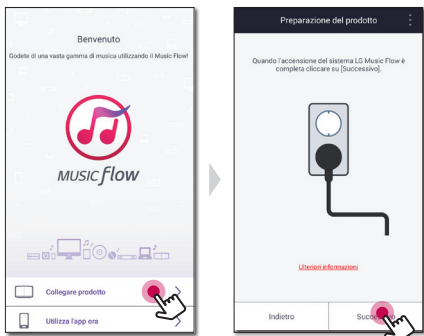 Benvenuto
Godete di una vasta gamma di musica utilizzando il Music Flow!
MUSIC flow
Collegare prodotto
Utilizza l'app ora
Preparazione del prodotto
Quando l'accensione del sistema LG Music Flow è
completa cliccare su [Successivo].
Ulteriori informazioni
Indietro